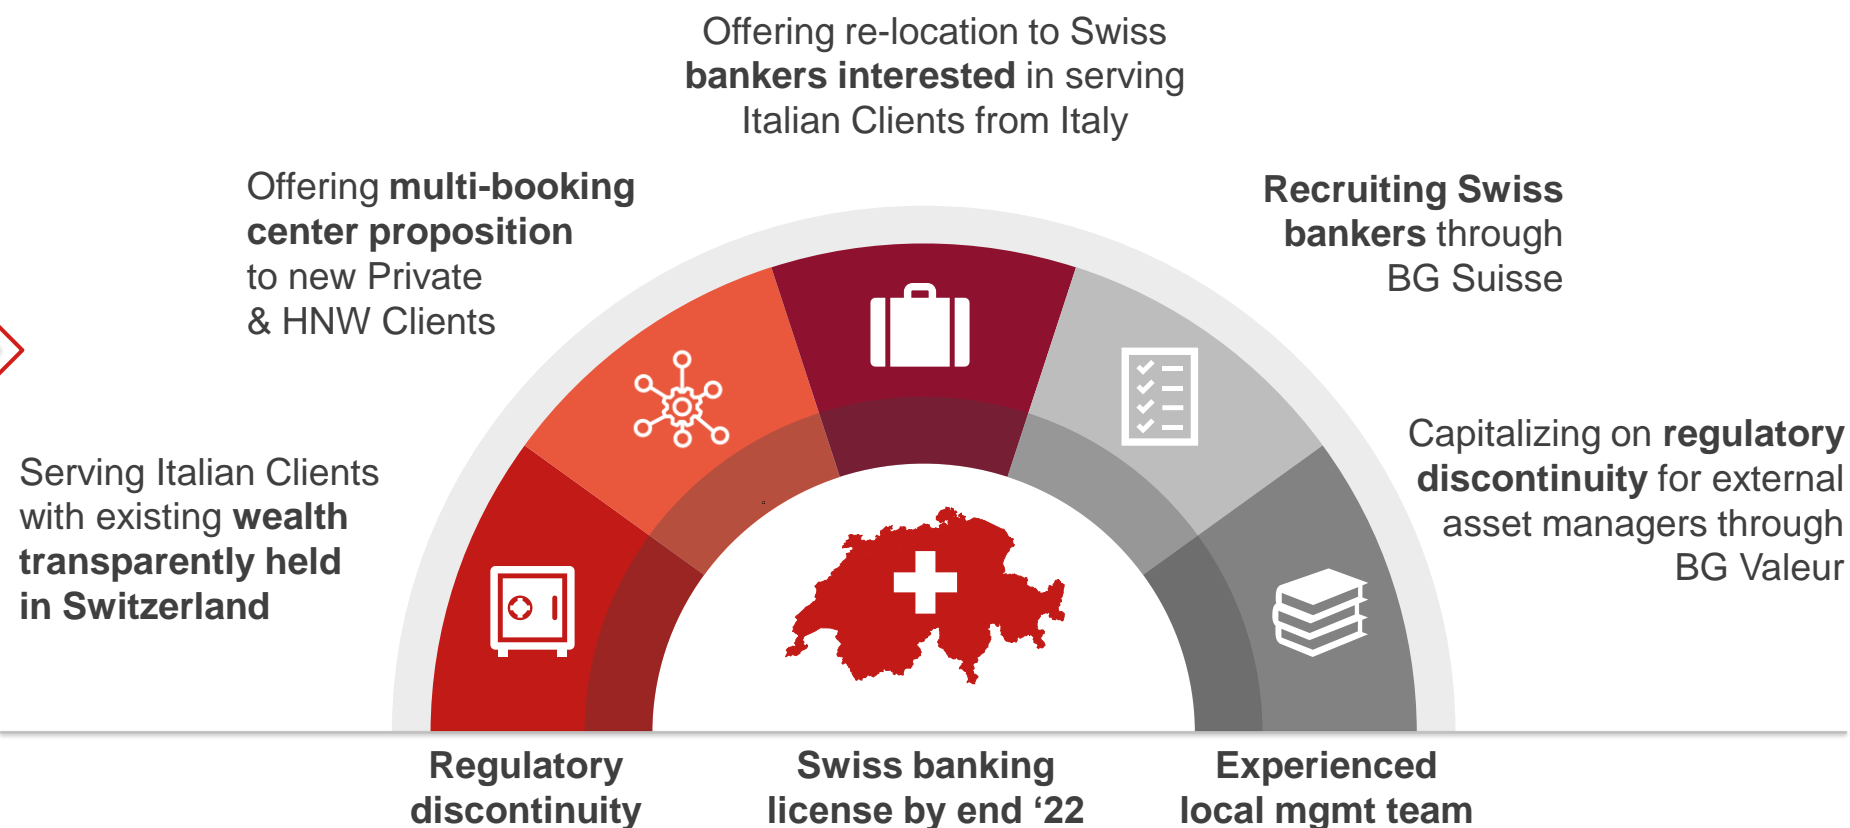 Offering re-location to Swiss
bankers interested in serving
Italian Clients from Italy
Offering multi-booking
center proposition
to new Private
& HNW Clients
Recruiting Swiss
bankers through
BG Suisse
Serving Italian Clients
with existing wealth
transparently held
in Switzerland
Capitalizing on regulatory
discontinuity for external
asset managers through
BG Valeur
Regulatory
discontinuity
Swiss banking
license by end ‘22
Experienced
local mgmt team